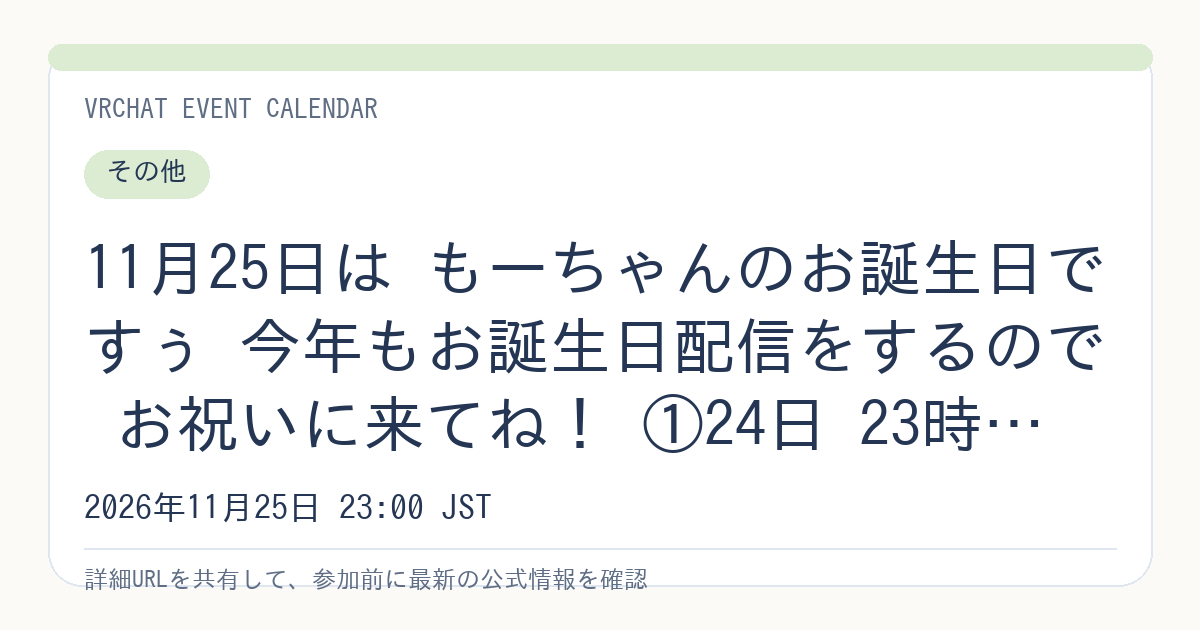 VRCHAT EVENT CALENDAR
その他
11月25日は もーちゃんのお誕生日で
すぅ 今年もお誕生日配信をするので
お祝いに来てね！ ①24日 23時…
2026年11月25日 23:00 JST
詳細URLを共有して、参加前に最新の公式情報を確認